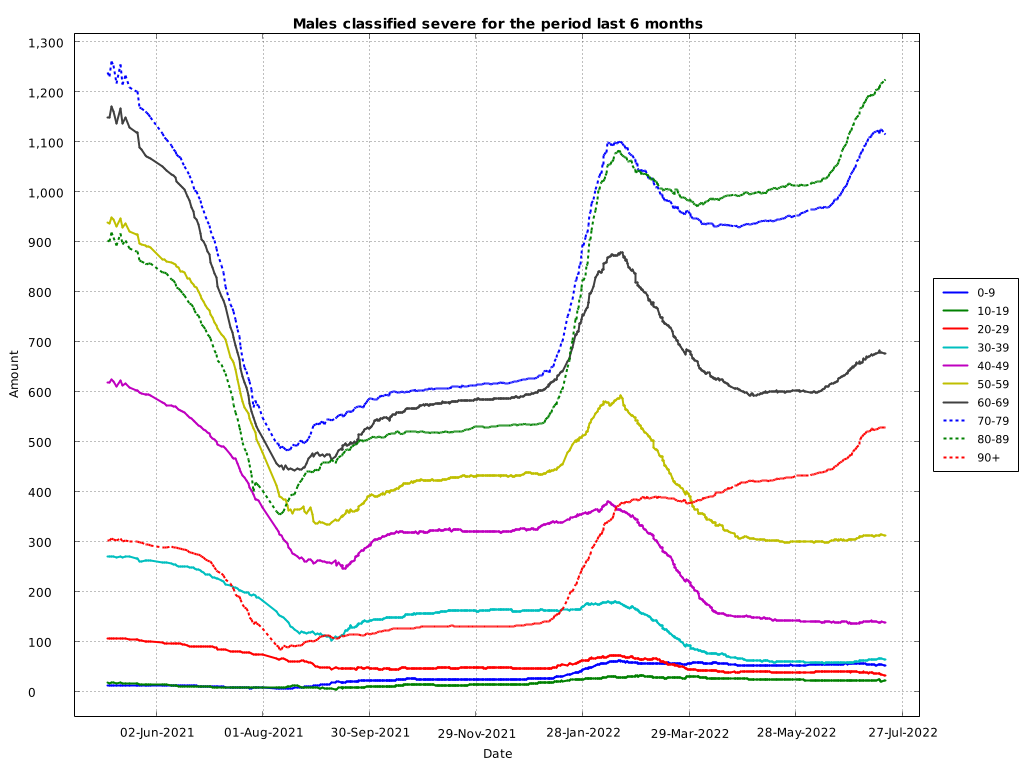 Males classified severe for the period last 6 months
1,300
1,200
1,100
1,000
900
800
700
600
500
400
300
200
100
0
Amount
02-Jun-2021
01-Aug-2021
30-Sep-2021
29-Nov-2021
28-Jan-2022
29-Mar-2022
28-May-2022
27-Jul-2022
Date
0-9
10-19
20-29
30-39
40-49
50-59
60-69
70-79
80-89
90+